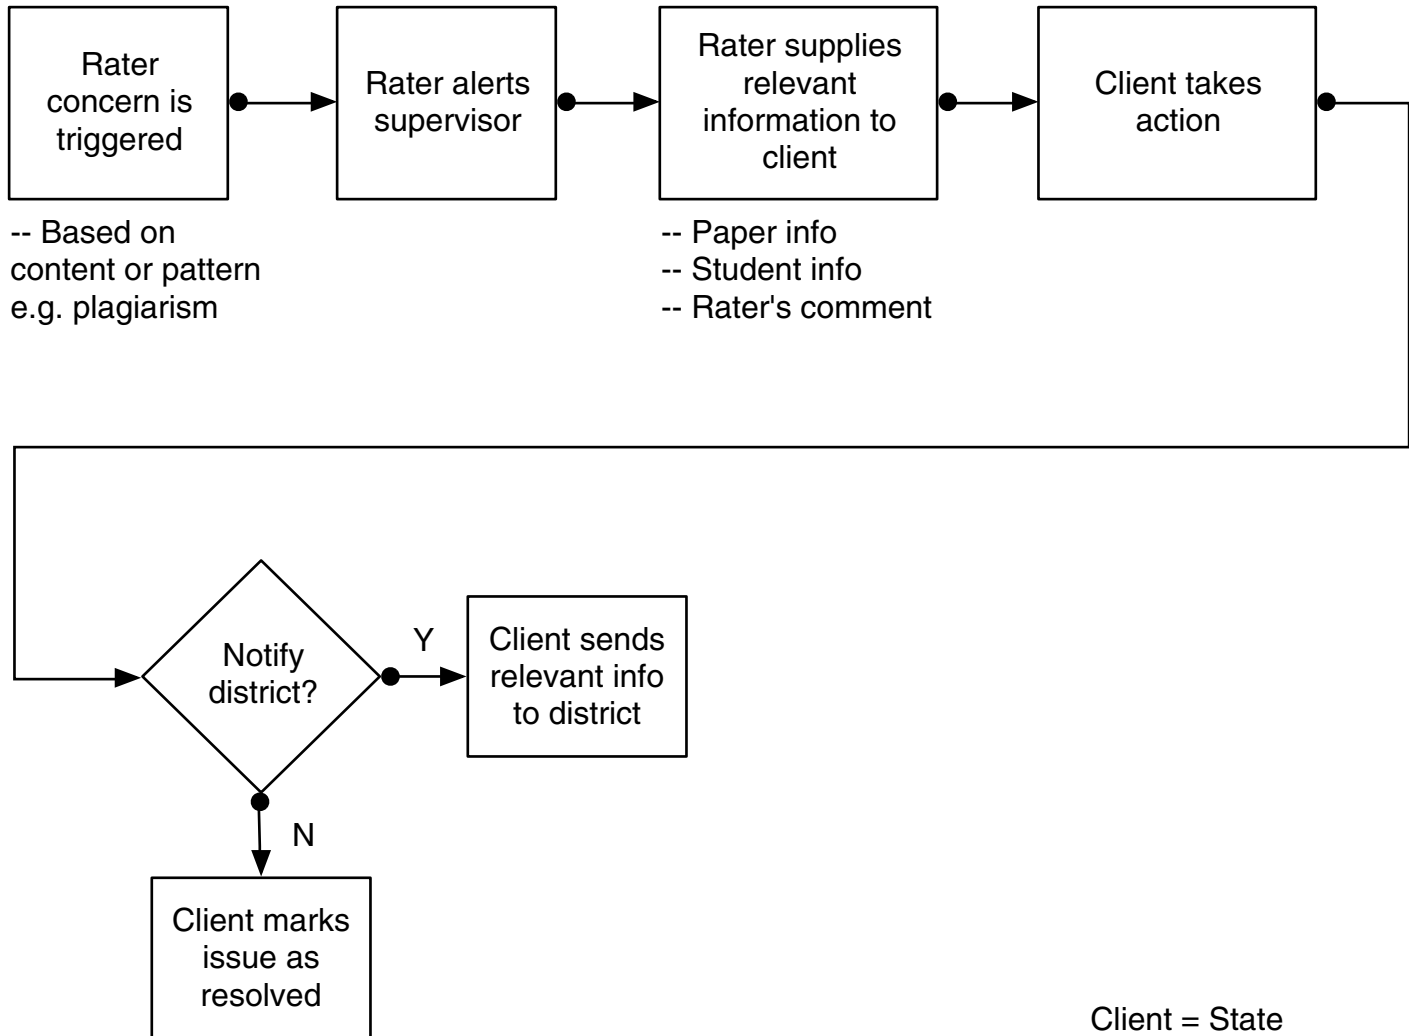 Rater
concern is
triggered
Rater alerts
supervisor
Rater supplies
relevant
information to
client
Client takes
action
-- Based on
content or pattern
e.g. plagiarism
-- Paper info
-- Student info
-- Rater's comment
Notify
district?
Y
Client sends
relevant info
to district
N
Client marks
issue as
resolved
Client = State